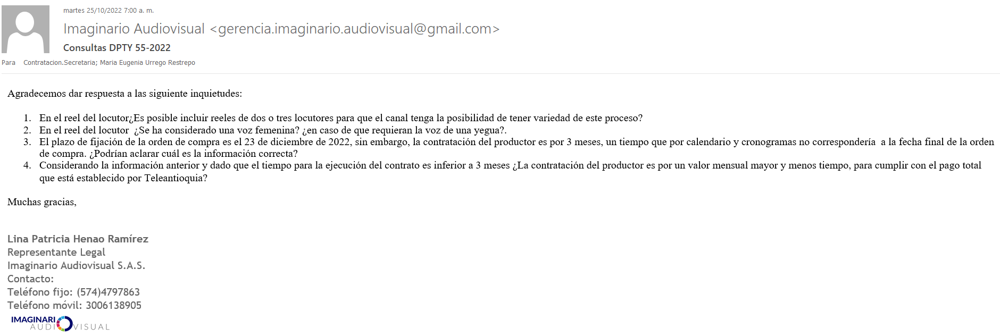 martes 25/10/2022 7:00 a. m.
Imaginario Audiovisual <gerencia.imaginario.audiovisual@gmail.com>
Consultas DPTY 55-2022
Para Contratacion.Secretaria; Maria Eugenia Urrego Restrepo
Agradecemos dar respuesta a las siguiente inquietudes:
1. En el reel del locutor¿Es posible incluir reeles de dos o tres locutores para que el canal tenga la posibilidad de tener variedad de este proceso?
2. En el reel del locutor ¿Se ha considerado una voz femenina? ¿en caso de que requieran la voz de una yegua?.
3. El plazo de fijación de la orden de compra es el 23 de diciembre de 2022, sin embargo, la contratación del productor es por 3 meses, un tiempo que por calendario y cronogramas no correspondería a la fecha final de la orden
de compra. ¿Podrían aclarar cuál es la información correcta?
4. Considerando la información anterior y dado que el tiempo para la ejecución del contrato es inferior a 3 meses ¿La contratación del productor es por un valor mensual mayor y menos tiempo, para cumplir con el pago total
que está establecido por Teleantioquia?
Muchas gracias,
Lina Patricia Henao Ramírez
Representante Legal
Imaginario Audiovisual S.A.S.
Contacto:
Teléfono fijo: (574)4797863
Teléfono móvil: 3006138905
IMAGINARI
AUDIOVISUAL